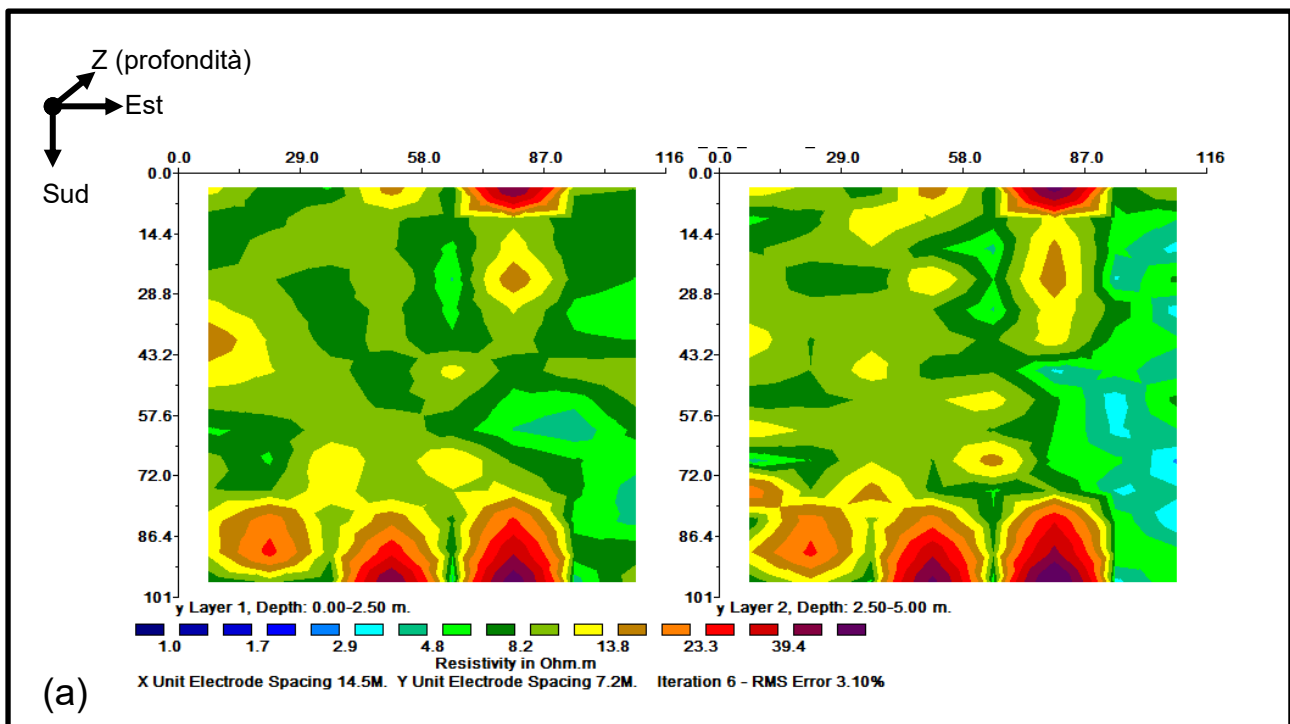 Z (profondità)
Est
Sud
0.0 29.0 58.0 87.0 116 0.0 29.0 58.0 87.0 116
0.0 0.0
14.4 14.4
28.8 28.8
43.2 43.2
57.6 57.6
72.0 72.0
86.4 86.4
101 101
y Layer 1, Depth: 0.00-2.50 m. y Layer 2, Depth: 2.50-5.00 m.
1.0 1.7 2.9 4.8 8.2 13.8 23.3 39.4
Resistivity in Ohm.m
(a) X Unit Electrode Spacing 14.5M. Y Unit Electrode Spacing 7.2M. Iteration 6 - RMS Error 3.10%